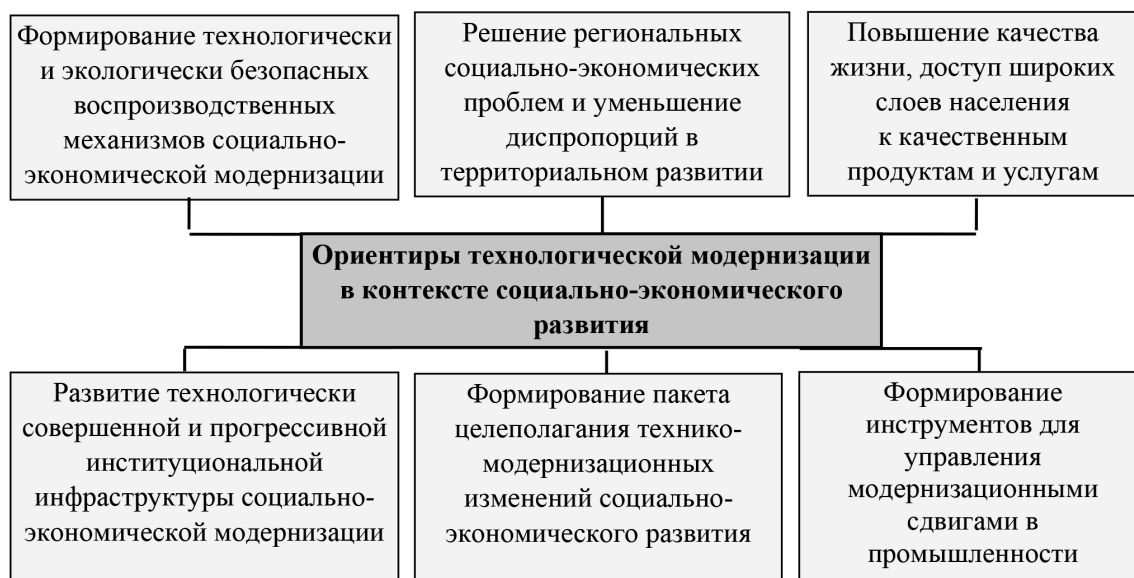 Формирование технологически
и экологически безопасных
воспроизводственных
механизмов социально-
экономической модернизации
Решение региональных
социально-экономических
проблем и уменьшение
диспропорций в
территориальном развитии
Повышение качества
жизни, доступ широких
слоев населения
к качественным
продуктам и услугам
Ориентиры технологической модернизации
в контексте социально-экономического
развития
Развитие технологически
совершенной и прогрессивной
институциональной
инфраструктуры социально-
экономической модернизации
Формирование пакета
целеполагания технико-
модернизационных
изменений социально-
экономического развития
Формирование
инструментов для
управления
модернизационными
сдвигами в
промышленности